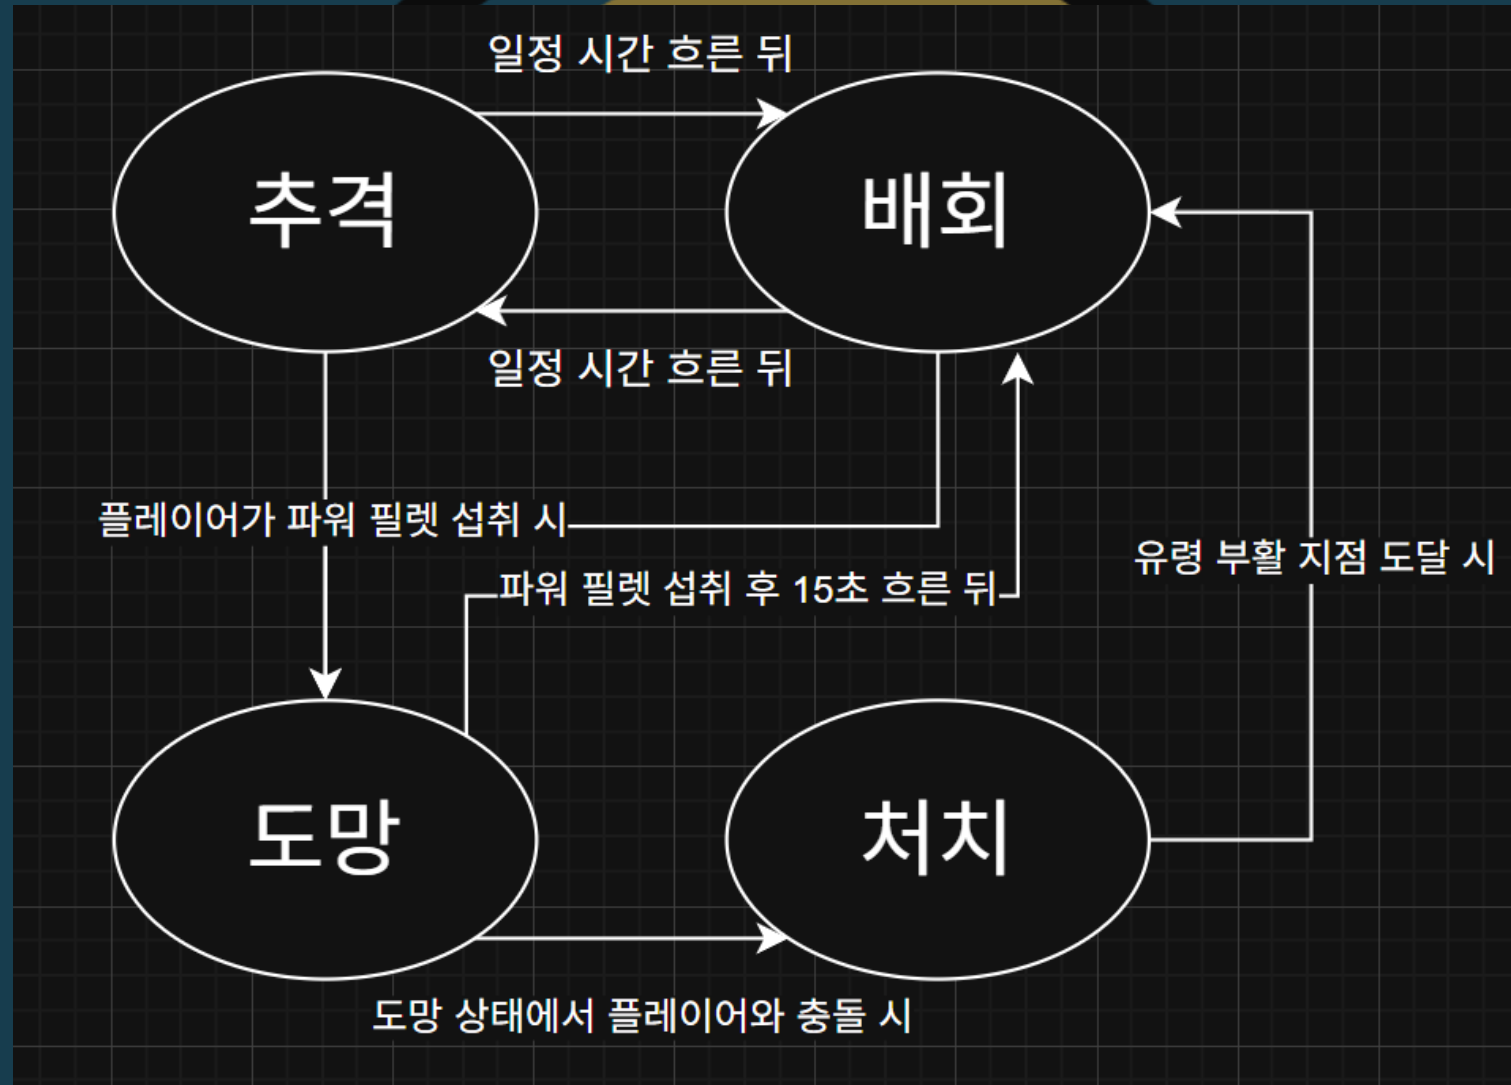 일정 시간 흐른 뒤
추격
배회
일정 시간 흐른 뒤
플레이어가 파워 필렛 섭취 시
유령 부활 지점 도달 시
파워 필렛 섭취 후 15초 흐른 뒤
도망
처치
도망 상태에서 플레이어와 충돌 시